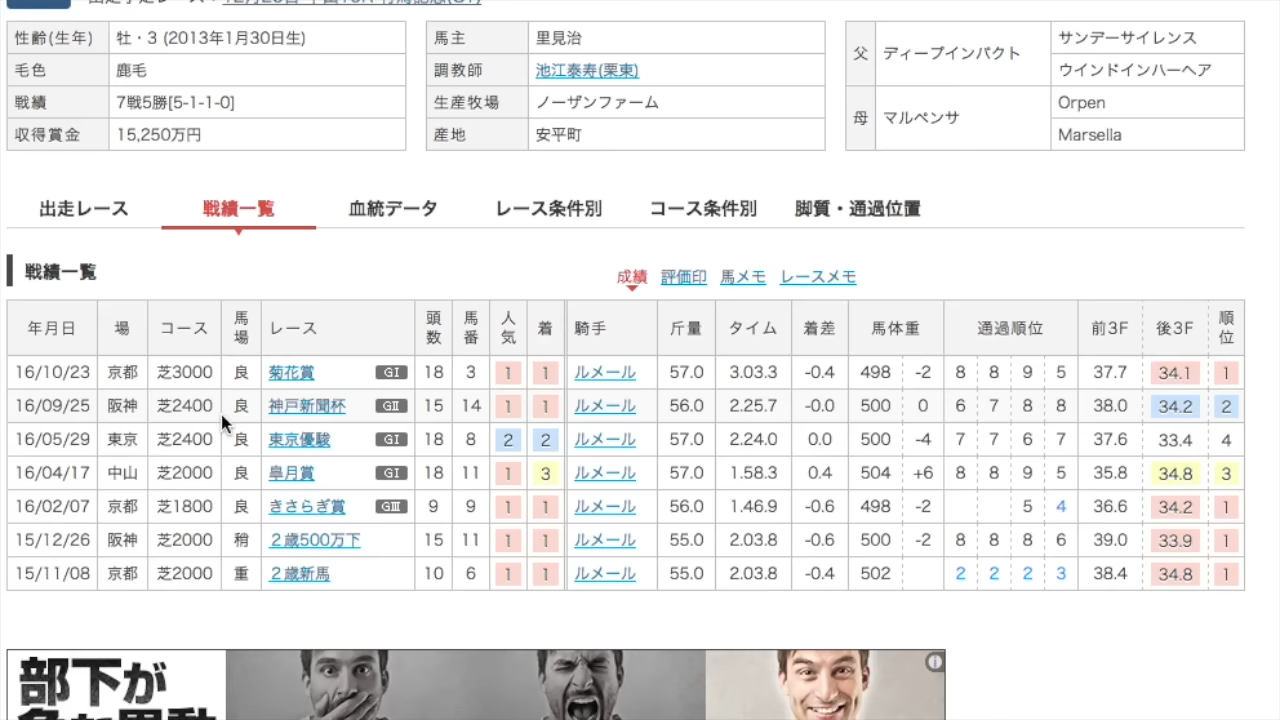 性齢(生年) 牡・3 (2013年1月30日生)
毛色 鹿毛
戦績 7戦5勝[5-1-1-0]
収得賞金 15,250万円
馬主 里見治
調教師 池江泰寿(栗東)
生産牧場 ノーザンファーム
産地 安平町
父 ディープインパクト サンデーサイレンス
ウインドインハーヘア
母 マルペンサ Orpen
Marsella
出走レース 戦績一覧 血統データ レース条件別 コース条件別 脚質・通過位置
戦績一覧
成績 評価印 馬メモ レースメモ
年月日 場 コース 馬場 レース 頭数 馬番 人気 着 騎手 斤量 タイム 着差 馬体重 通過順位 前3F 後3F 順位
16/10/23 京都 芝3000 良 菊花賞 GI 18 3 1 1 ルメール 57.0 3.03.3 -0.4 498 -2 8 8 9 5 37.7 34.1 1
16/09/25 阪神 芝2400 良 神戸新聞杯 GII 15 14 1 1 ルメール 56.0 2.25.7 -0.0 500 0 6 7 8 8 38.0 34.2 2
16/05/29 東京 芝2400 良 東京優駿 GI 18 8 2 2 ルメール 57.0 2.24.0 0.0 500 -4 7 7 6 7 37.6 33.4 4
16/04/17 中山 芝2000 良 皐月賞 GI 18 11 1 3 ルメール 57.0 1.58.3 0.4 504 +6 8 8 9 5 35.8 34.8 3
16/02/07 京都 芝1800 良 きさらぎ賞 GIII 9 9 1 1 ルメール 56.0 1.46.9 -0.6 498 -2 5 4 36.6 34.2 1
15/12/26 阪神 芝2000 稍 2歳500万下 15 11 1 1 ルメール 55.0 2.03.8 -0.6 500 -2 8 8 8 6 39.0 33.9 1
15/11/08 京都 芝2000 重 2歳新馬 10 6 1 1 ルメール 55.0 2.03.8 -0.4 502 2 2 2 3 38.4 34.8 1
部下が